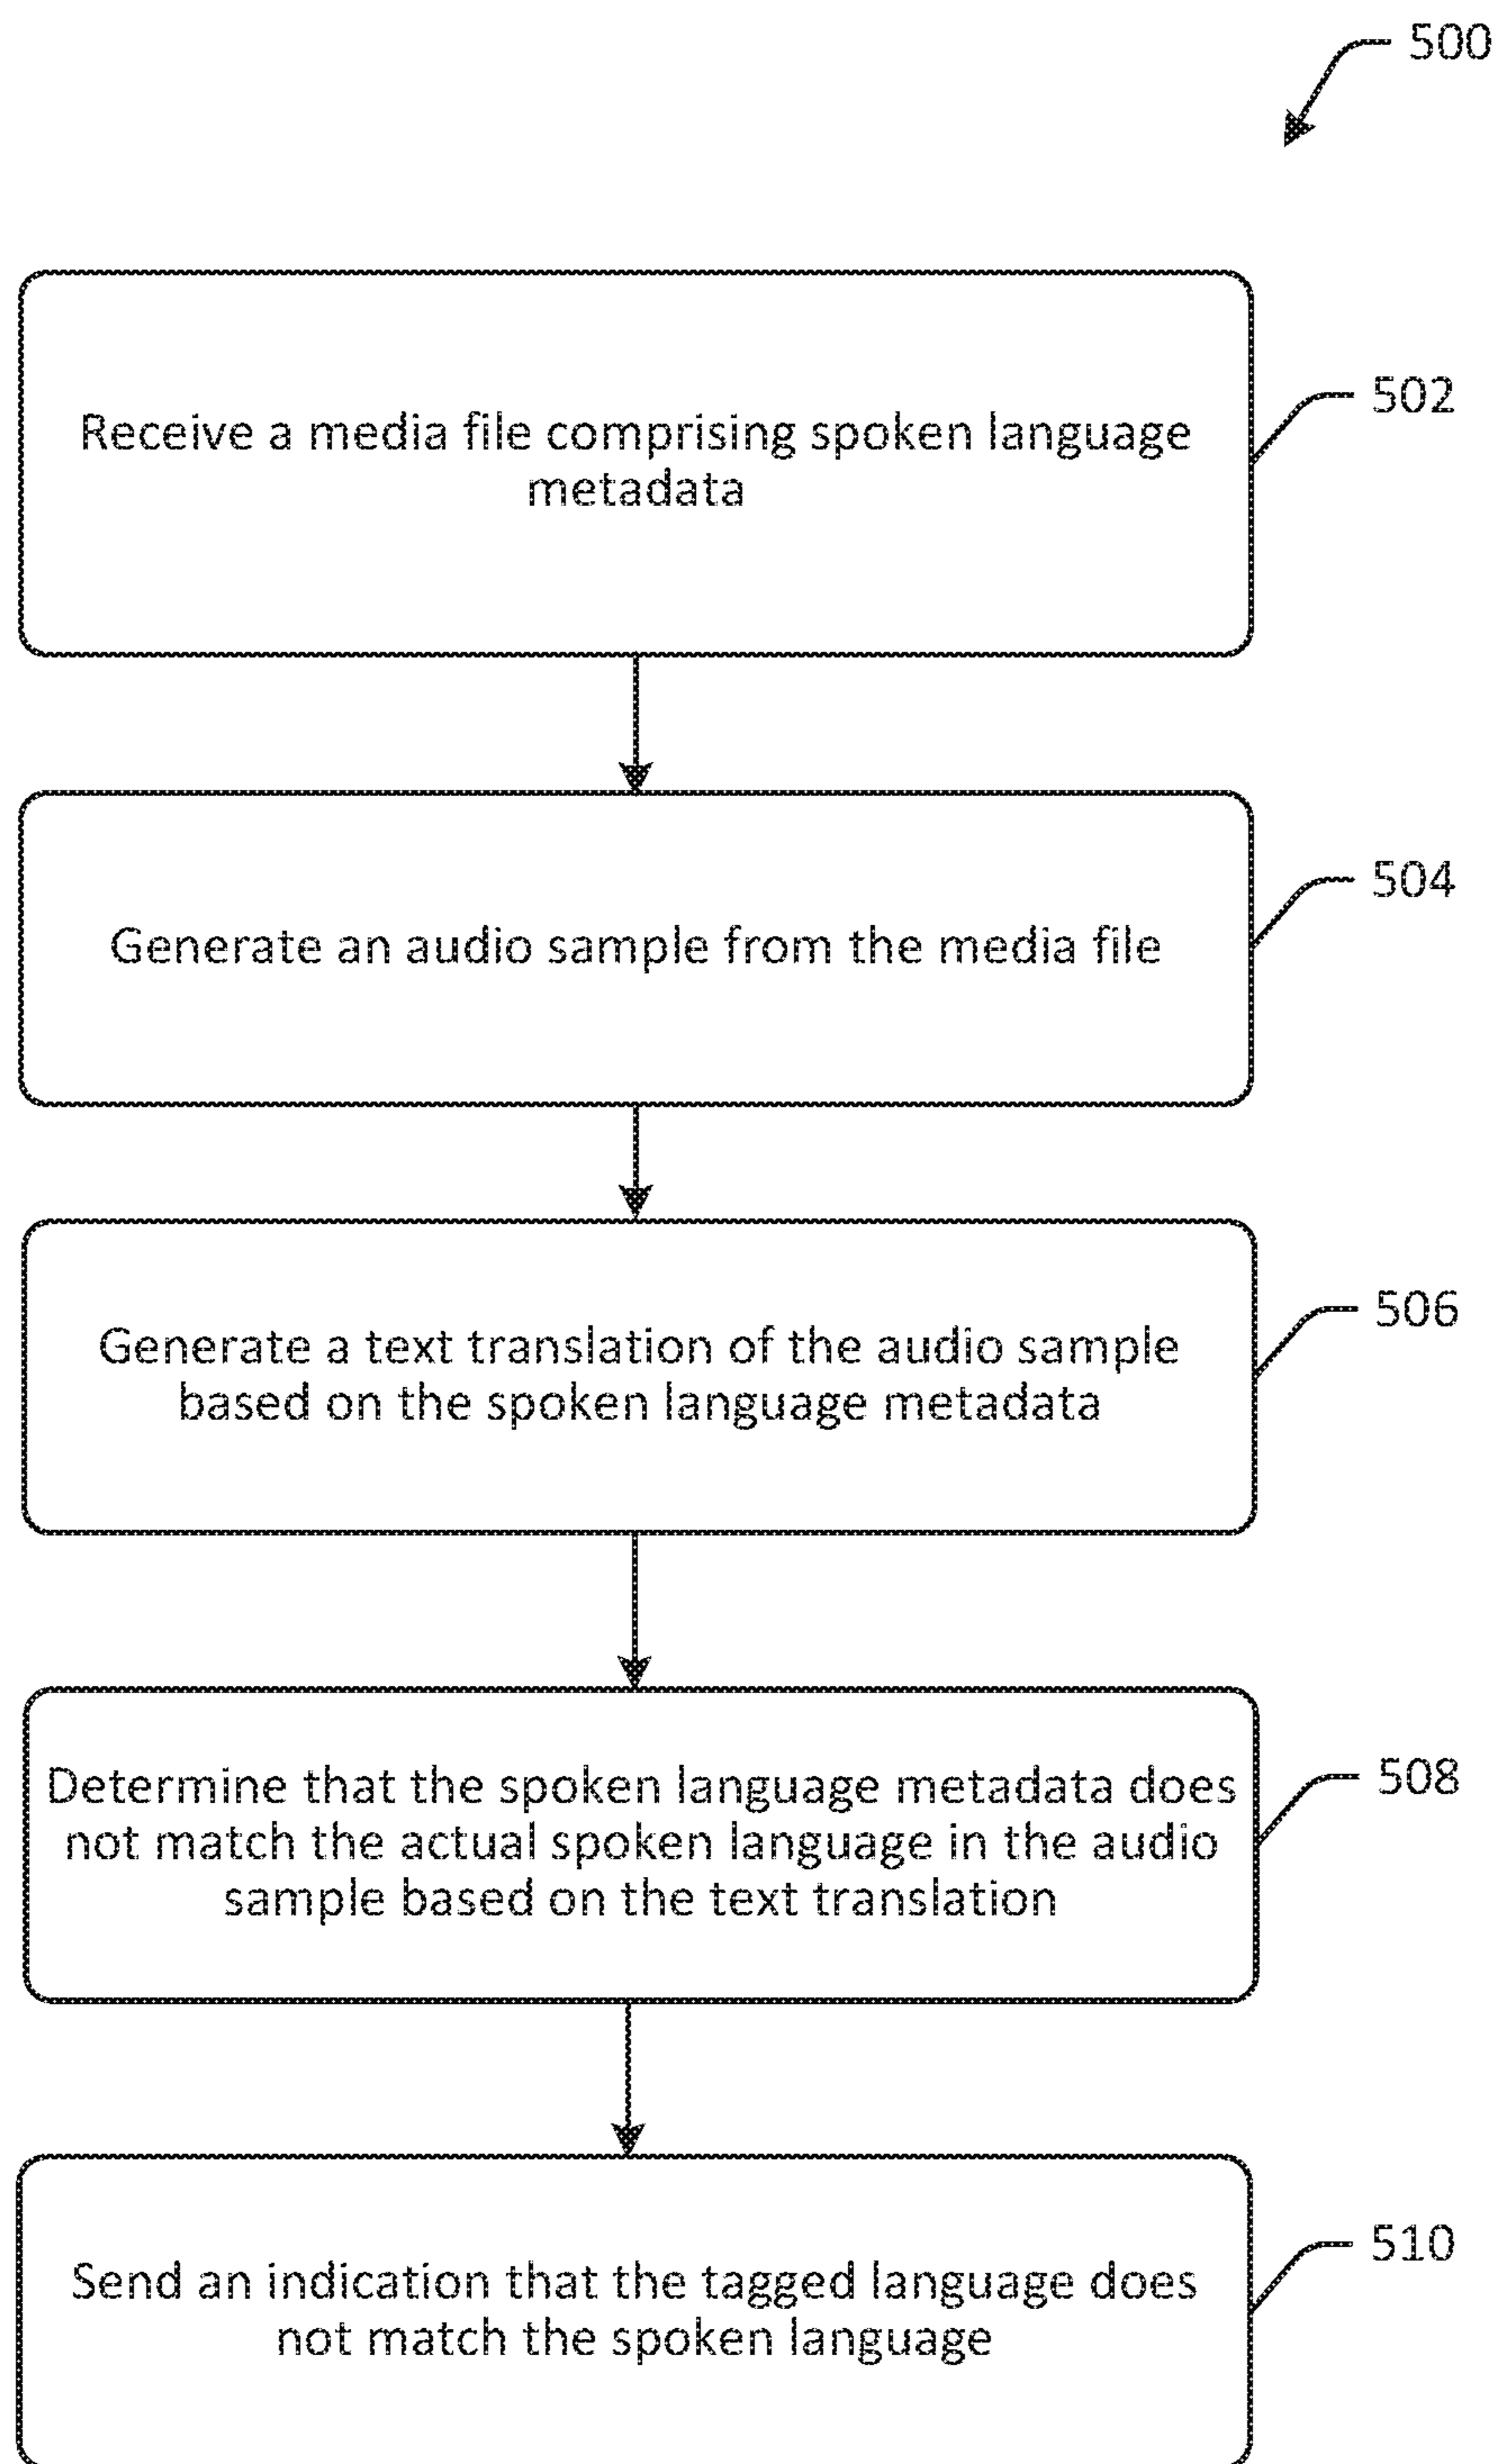 500
Receive a media file comprising spoken language
metadata
502
Generate an audio sample from the media file
504
Generate a text translation of the audio sample
based on the spoken language metadata
506
Determine that the spoken language metadata does
not match the actual spoken language in the audio
sample based on the text translation
508
Send an indication that the tagged language does
not match the spoken language
510